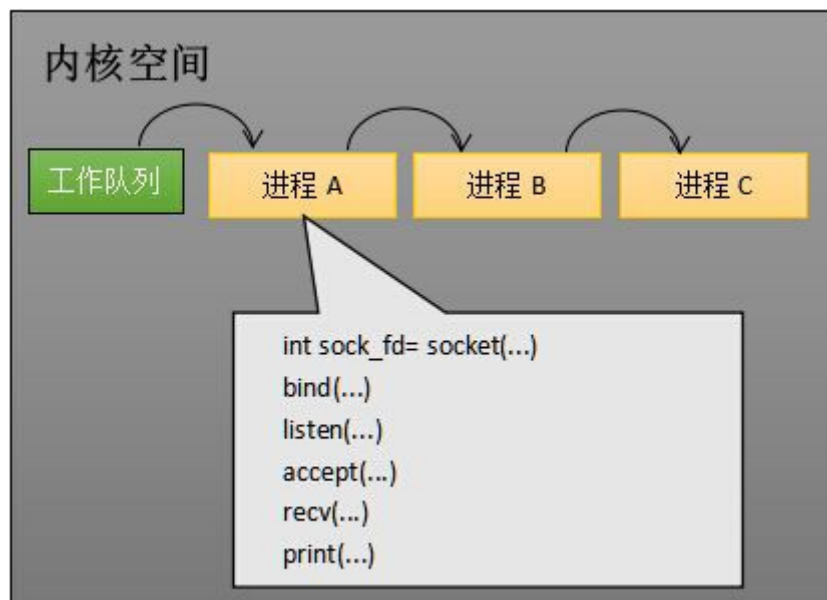 内核空间
工作队列
进程 A
进程 B
进程 C
int sock_fd= socket(...)
bind(...)
listen(...)
accept(...)
recv(...)
print(...)